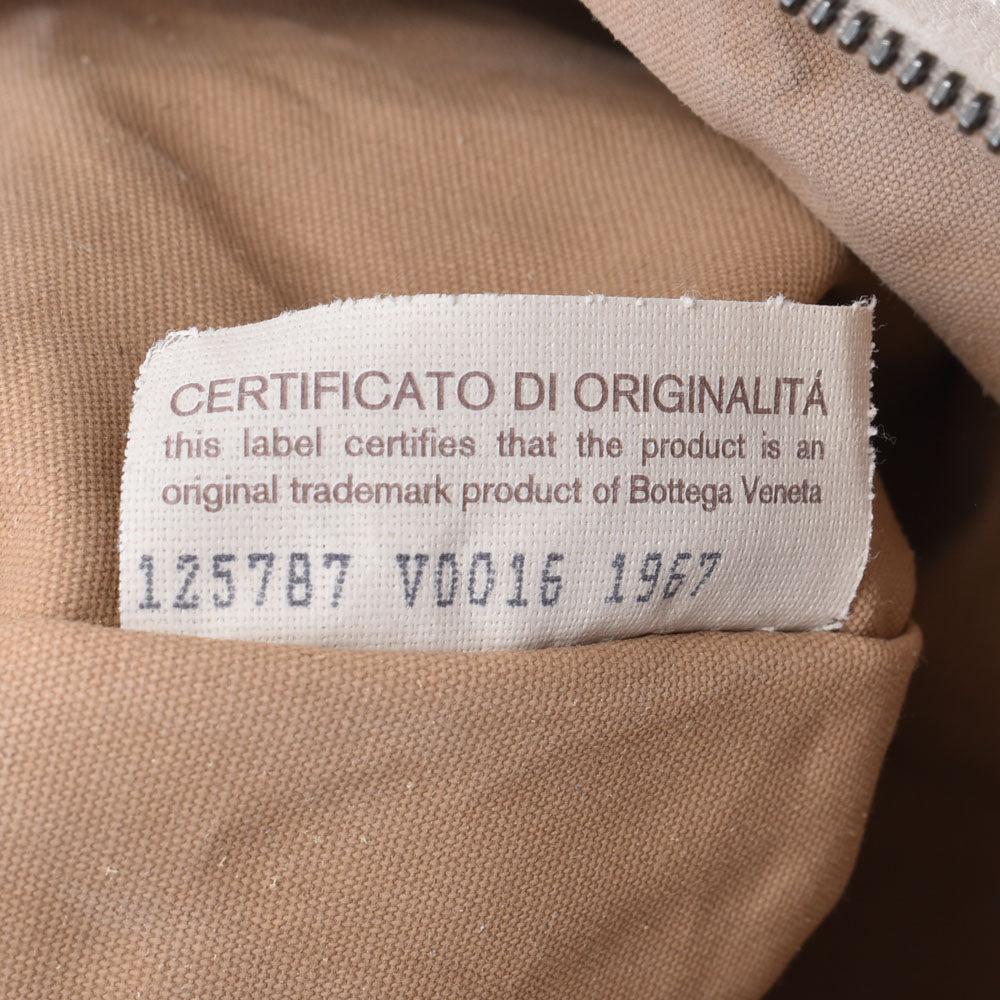 CERTIFICATO DI ORIGINALITÁ
this label certifies that the product is an
original trademark product of Bottega Veneta
125787 V0016 1967